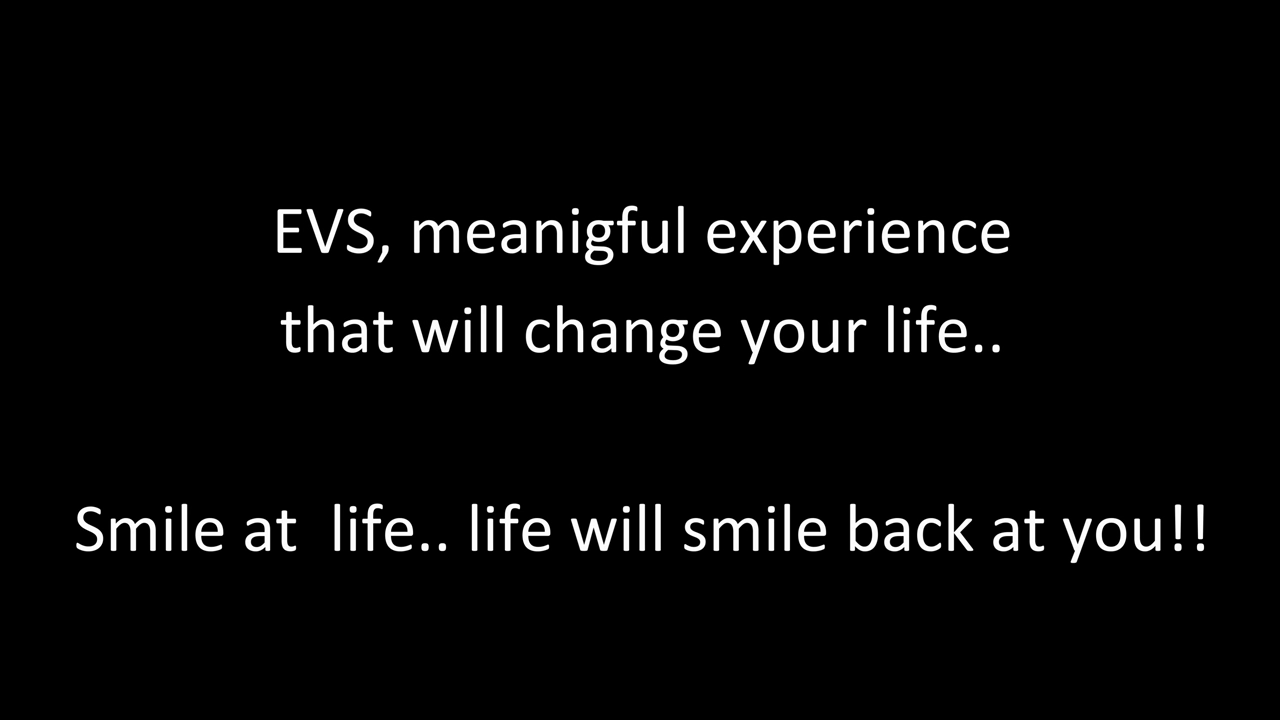 EVS, meanigful experience
that will change your life..
Smile at  life.. life will smile back at you!!